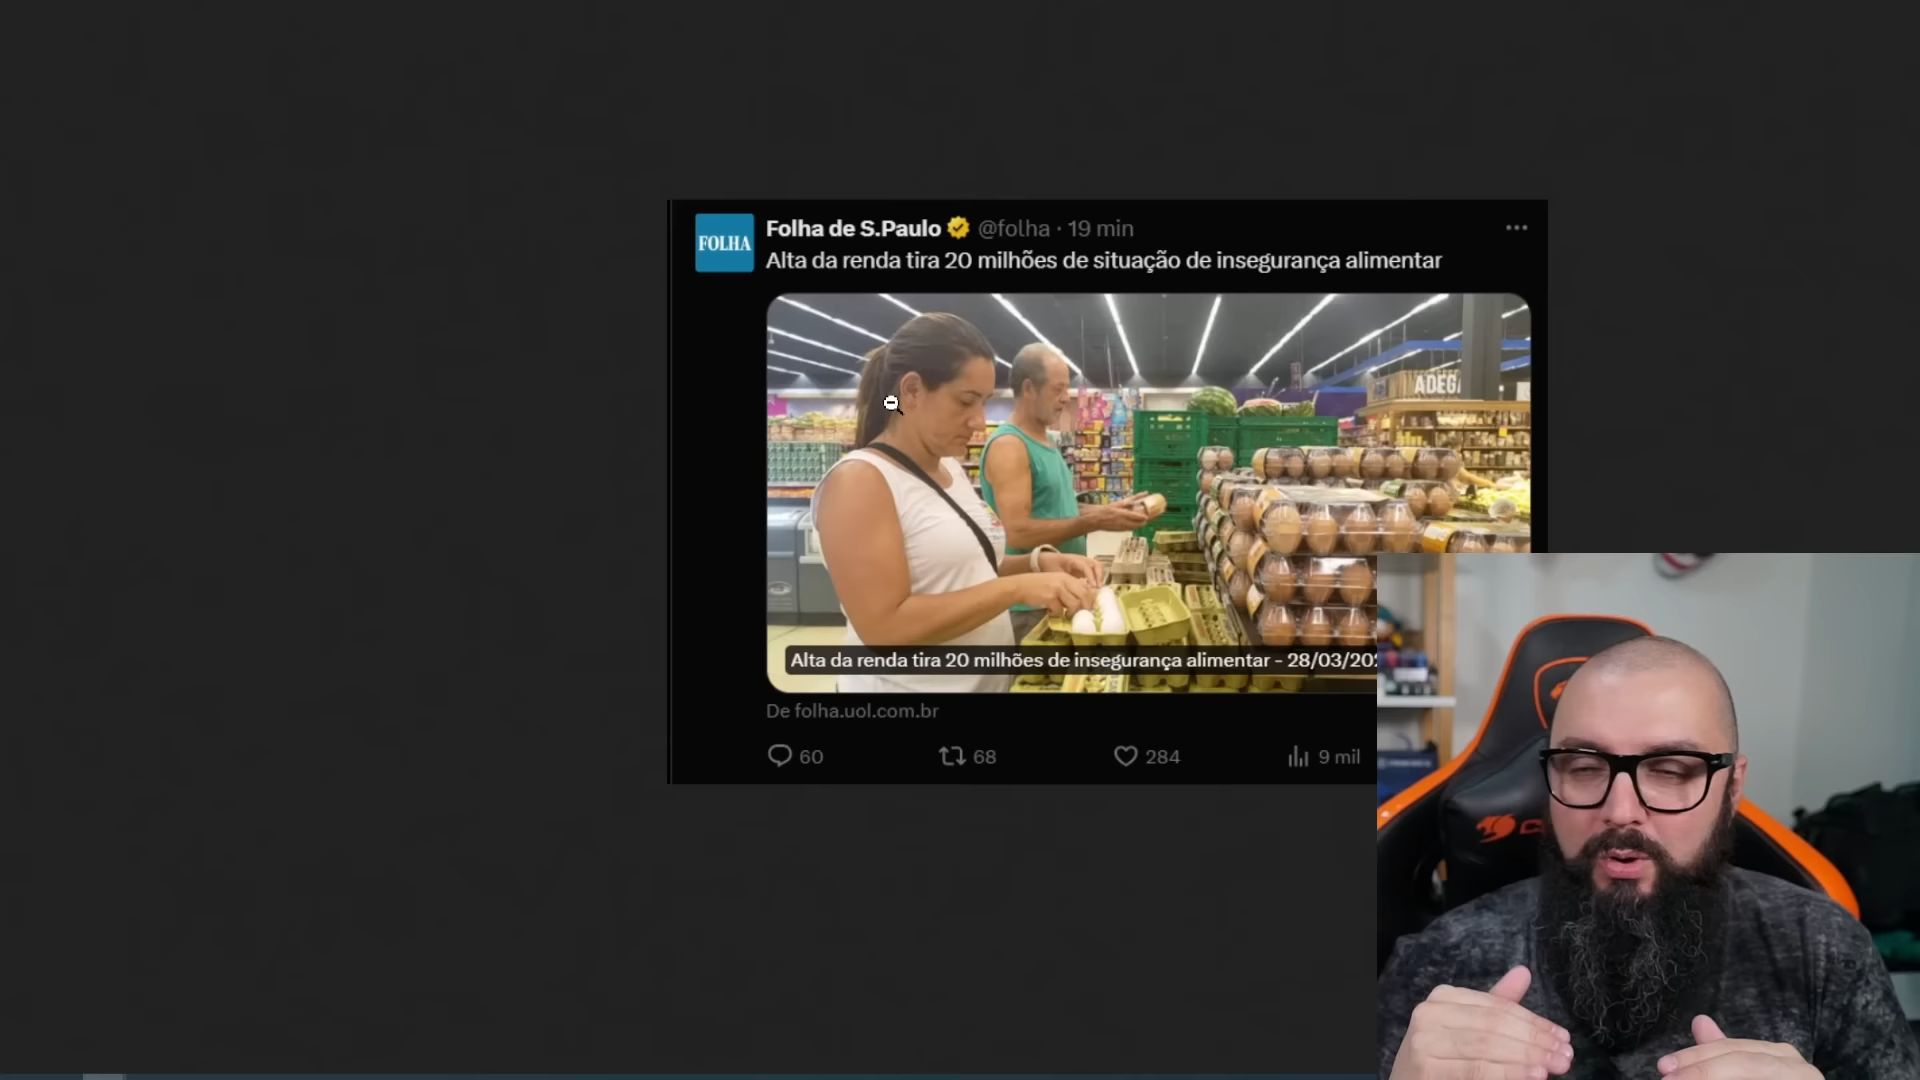 FOLHA
Folha de S.Paulo @folha · 19 min
Alta da renda tira 20 milhões de situação de insegurança alimentar
ADEGA
Alta da renda tira 20 milhões de insegurança alimentar - 28/03/202
De folha.uol.com.br
60 68 284 9 mil